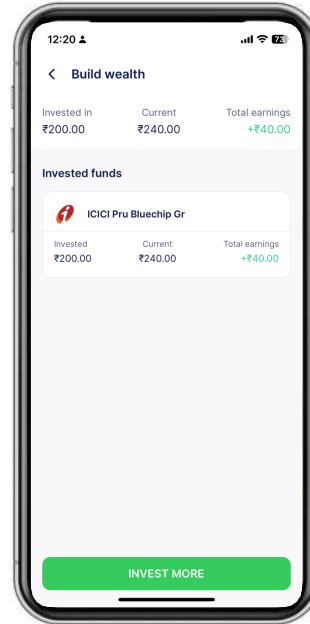 12:20
73
Build wealth
Invested in Current Total earnings
₹200.00 ₹240.00 +₹40.00
Invested funds
ICICI Pru Bluechip Gr
Invested Current Total earnings
₹200.00 ₹240.00 +₹40.00
INVEST MORE